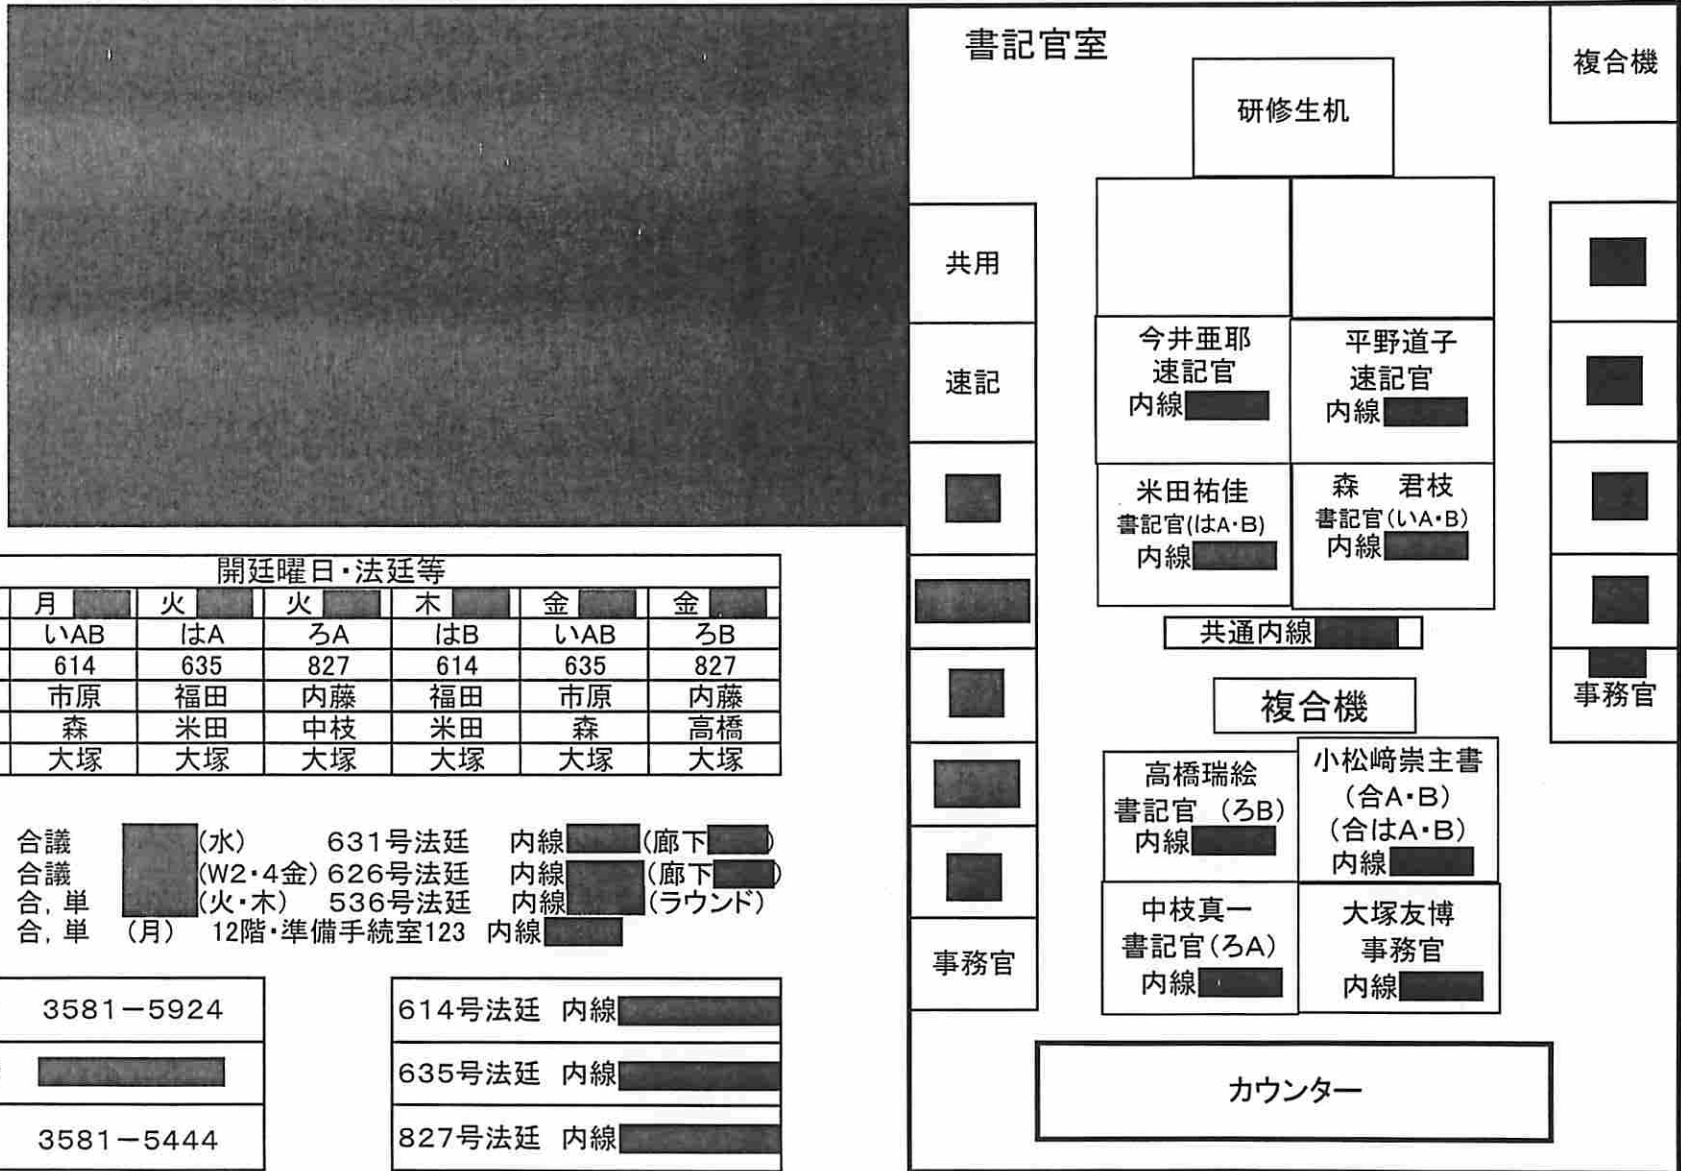 書記官室
複合機
研修生机
共用
速記
今井亜耶
速記官
内線
平野道子
速記官
内線
米田祐佳
書記官(はA・B)
内線
森　君枝
書記官(いA・B)
内線
共通内線
複合機
事務官
高橋瑞絵
書記官 (ろB)
内線
小松﨑崇主書
(合A・B)
(合はA・B)
内線
中枝真一
書記官(ろA)
内線
大塚友博
事務官
内線
事務官
カウンター
開廷曜日・法廷等
月 火 火 木 金 金
いAB はA ろA はB いAB ろB
614 635 827 614 635 827
市原 福田 内藤 福田 市原 内藤
森 米田 中枝 米田 森 高橋
大塚 大塚 大塚 大塚 大塚 大塚
合議 (水) 631号法廷 内線 (廊下 )
合議 (W2・4金) 626号法廷 内線 (廊下 )
合, 単 (火・木) 536号法廷 内線 (ラウンド)
合, 単 (月) 12階・準備手続室123 内線
3581－5924
3581－5444
614号法廷 内線
635号法廷 内線
827号法廷 内線